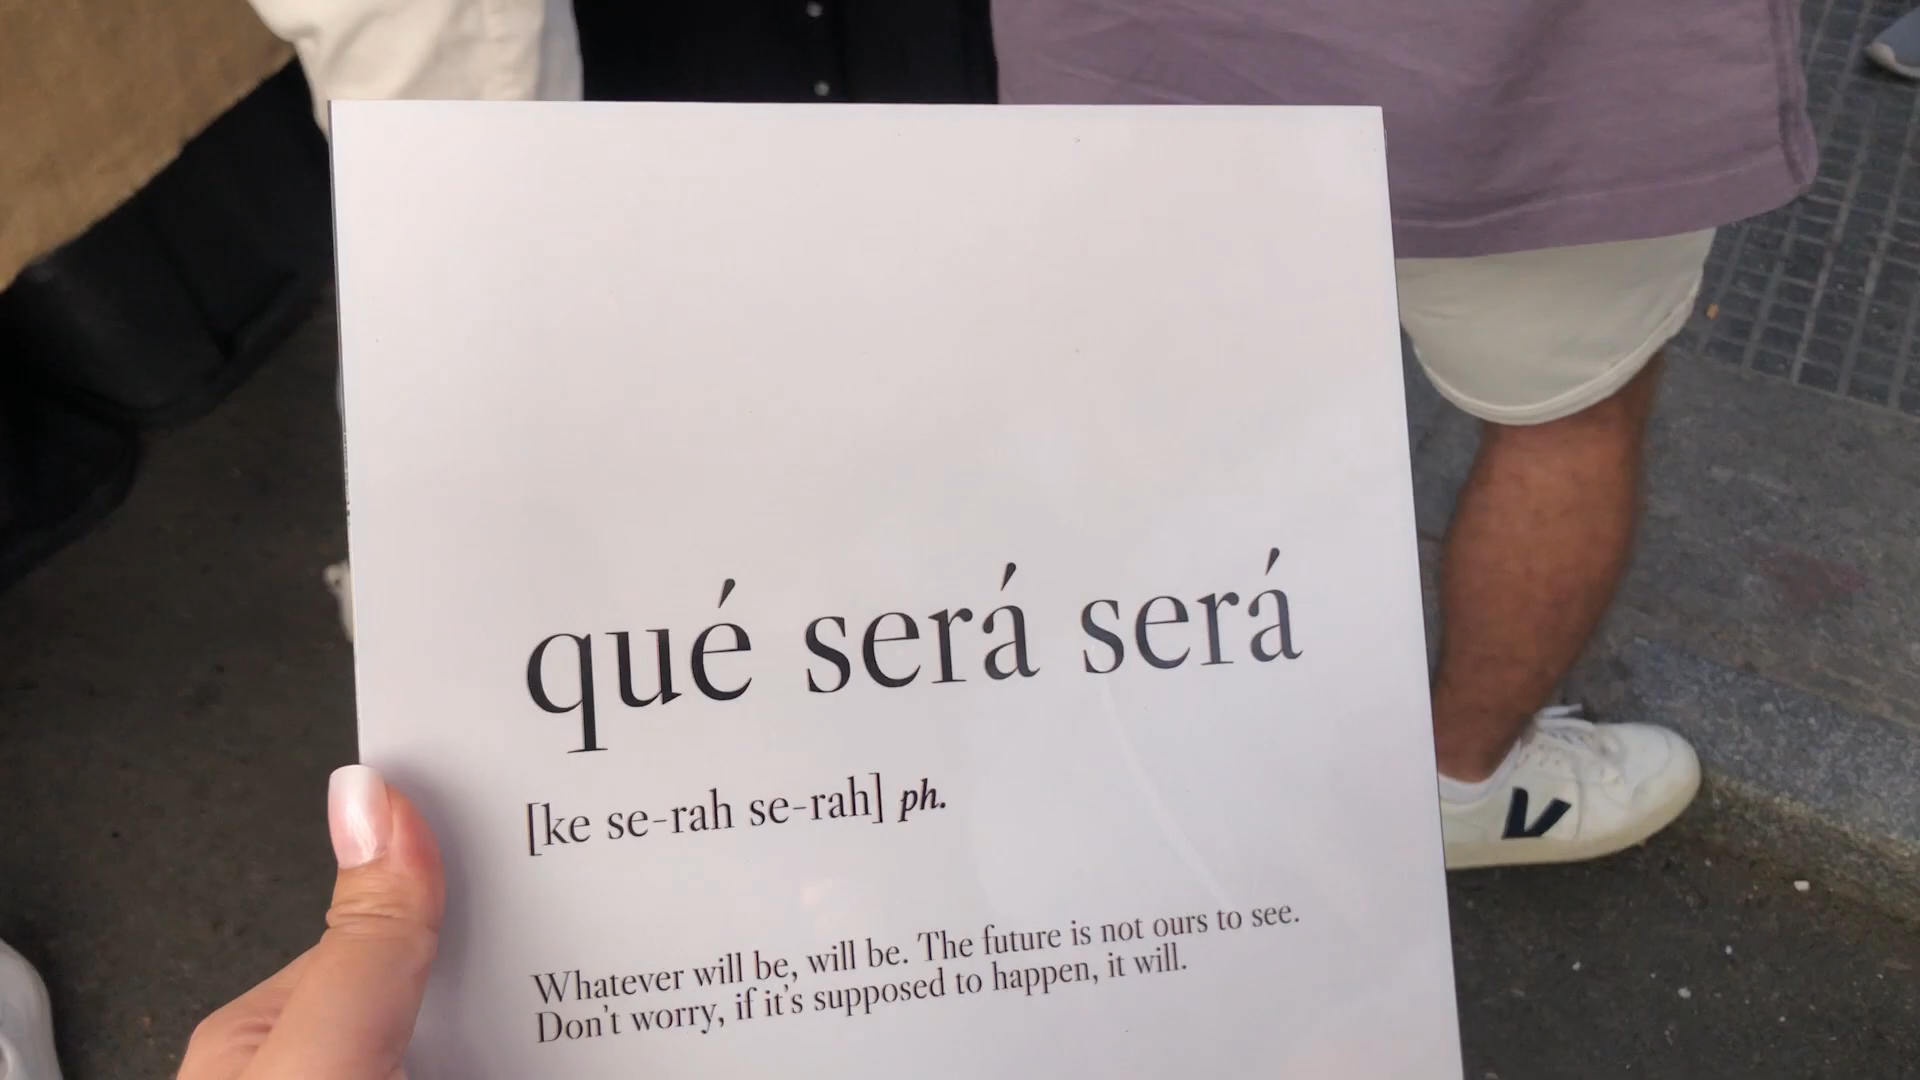 qué será será
[ke se-rah se-rah] ph.
Whatever will be, will be. The future is not ours to see.
Don't worry, if it's supposed to happen, it will.